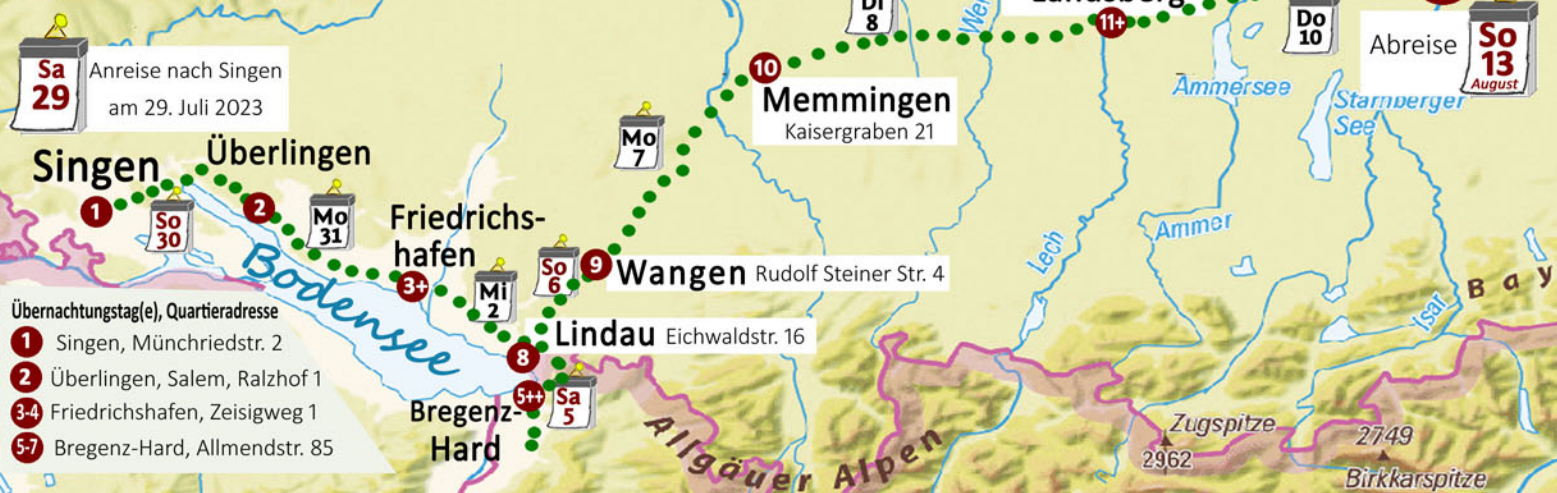 Di
8
Landsberg
11+
Do
10
Abreise
So
13
August
Sa
29
Anreise nach Singen
am 29. Juli 2023
10
Memmingen
Kaisergraben 21
Ammersee
Starnberger
See
Mo
7
Singen
Überlingen
1
2
So
30
Mo
31
Friedrichs-
hafen
3+
Bodensee
Mi
2
So
6
9
Wangen Rudolf Steiner Str. 4
Lech
Ammer
Isar
Bay
Übernachtungstag(e), Quartieradresse
1 Singen, Münchriedstr. 2
2 Überlingen, Salem, Ralzhof 1
3-4 Friedrichshafen, Zeisigweg 1
5-7 Bregenz-Hard, Allmendstr. 85
Lindau Eichwaldstr. 16
8
5++
Bregenz-
Hard
Sa
5
Allgäuer Alpen
Zugspitze
2962
2749
Birkkarspitze